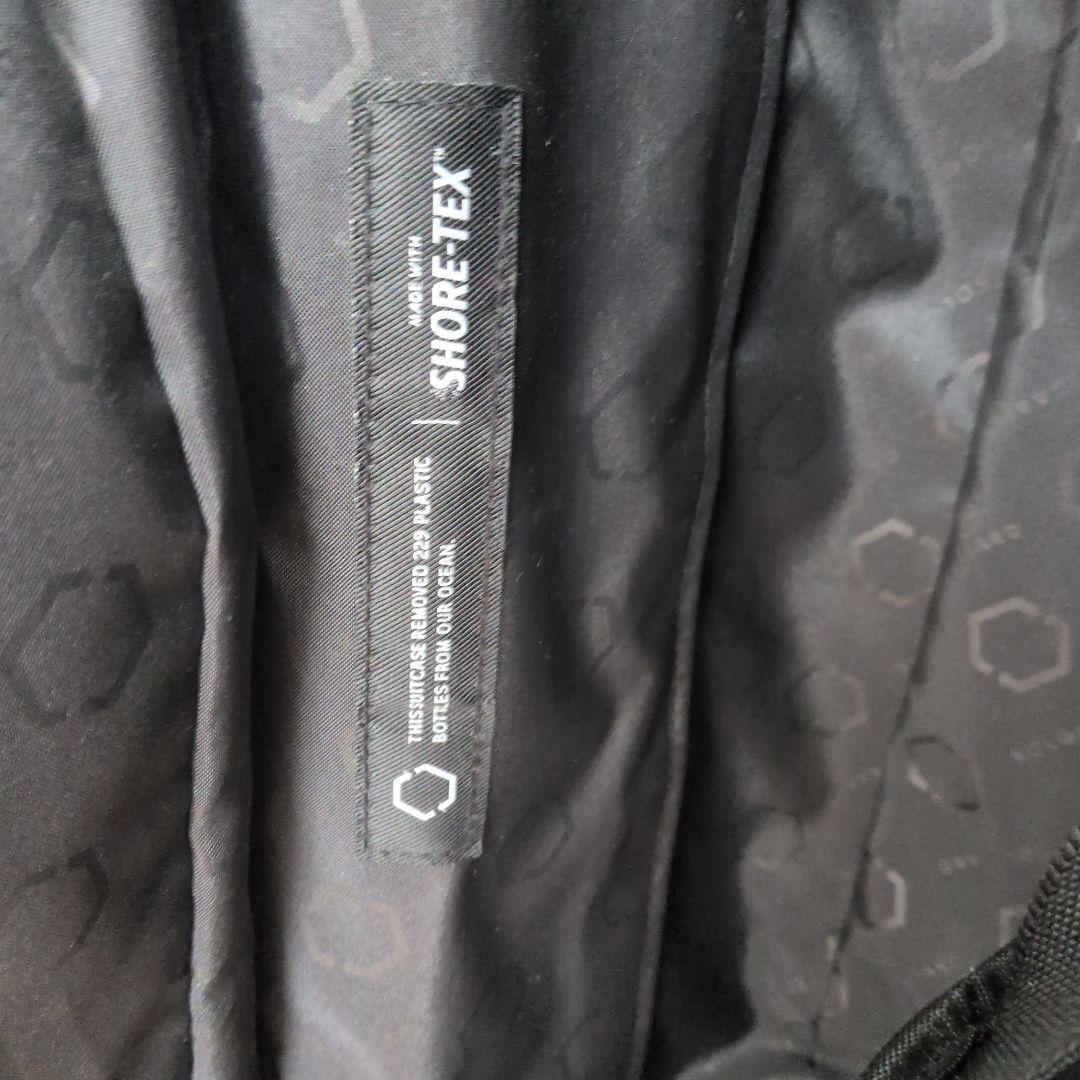 THIS SUITCASE REMOVED 229 PLASTIC
BOTTLES FROM OUR OCEAN.
MADE WITH
SHORE-TEX™